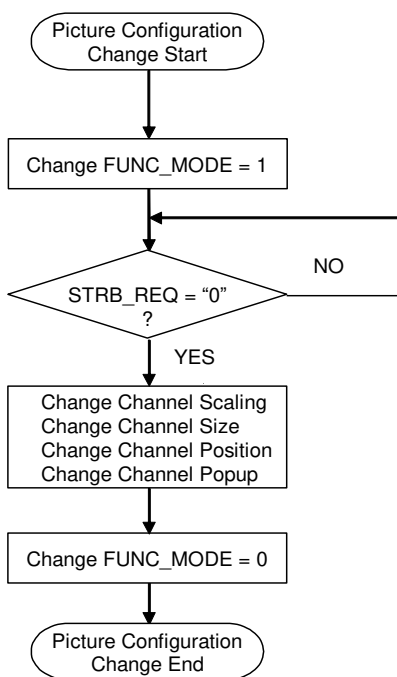 Picture Configuration
Change Start
Change FUNC_MODE = 1
NO
STRB_REQ = “0”
?
YES
Change Channel Scaling
Change Channel Size
Change Channel Position
Change Channel Popup
Change FUNC_MODE = 0
Picture Configuration
Change End